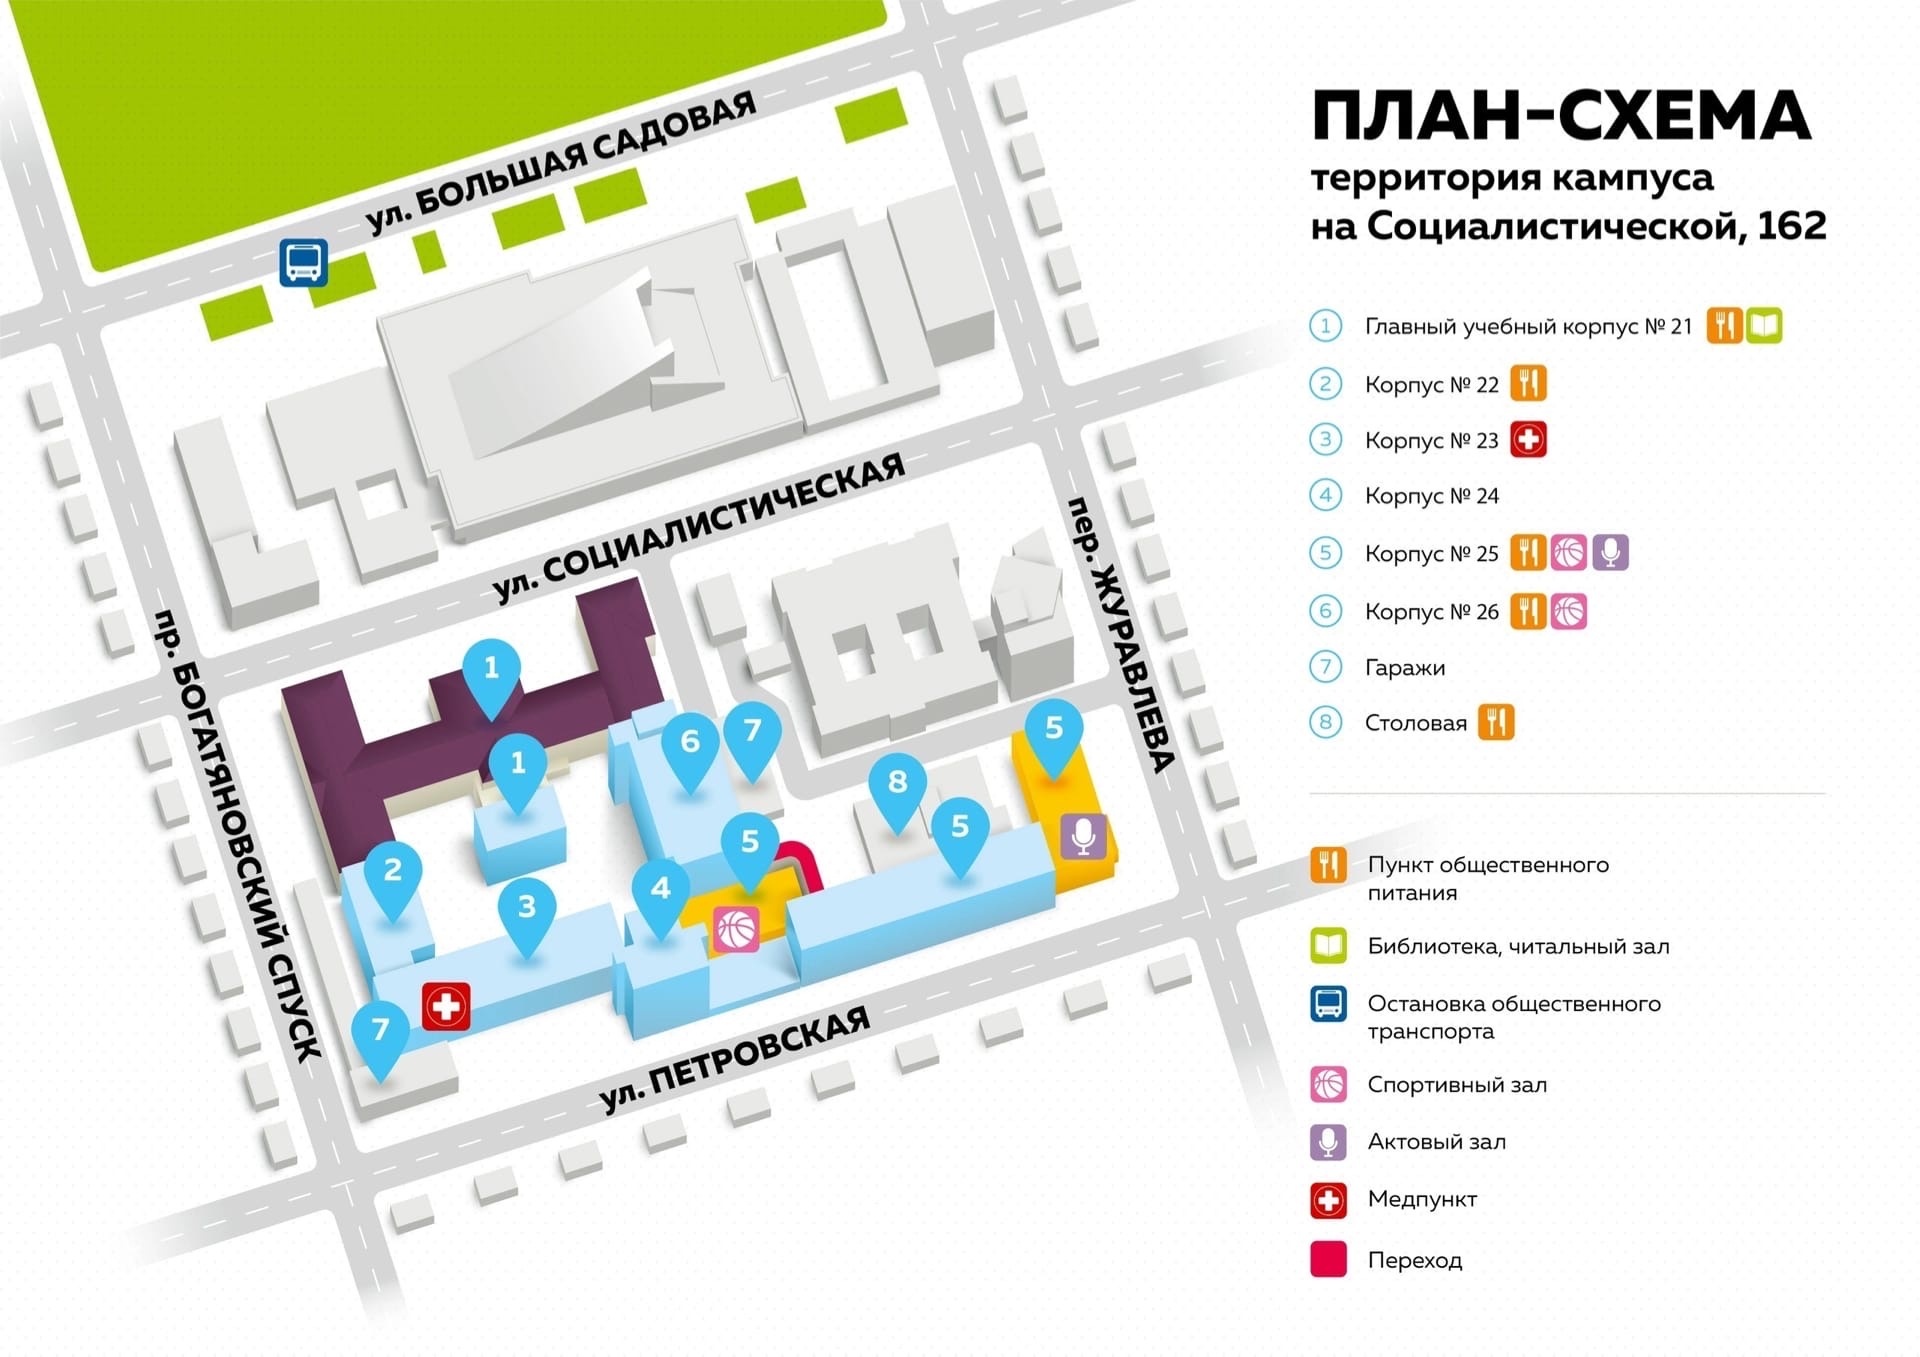 ПЛАН-СХЕМА
территория кампуса
на Социалистической, 162
1 Главный учебный корпус № 21
2 Корпус № 22
3 Корпус № 23
4 Корпус № 24
5 Корпус № 25
6 Корпус № 26
7 Гаражи
8 Столовая
Пункт общественного
питания
Библиотека, читальный зал
Остановка общественного
транспорта
Спортивный зал
Актовый зал
Медпункт
Переход
ул. БОЛЬШАЯ САДОВАЯ
ул. СОЦИАЛИСТИЧЕСКАЯ
пер. ЖУРАВЛЕВА
пр. БОГАТЯНОВСКИЙ СПУСК
ул. ПЕТРОВСКАЯ
1
1
6
7
5
8
5
5
2
3
4
7